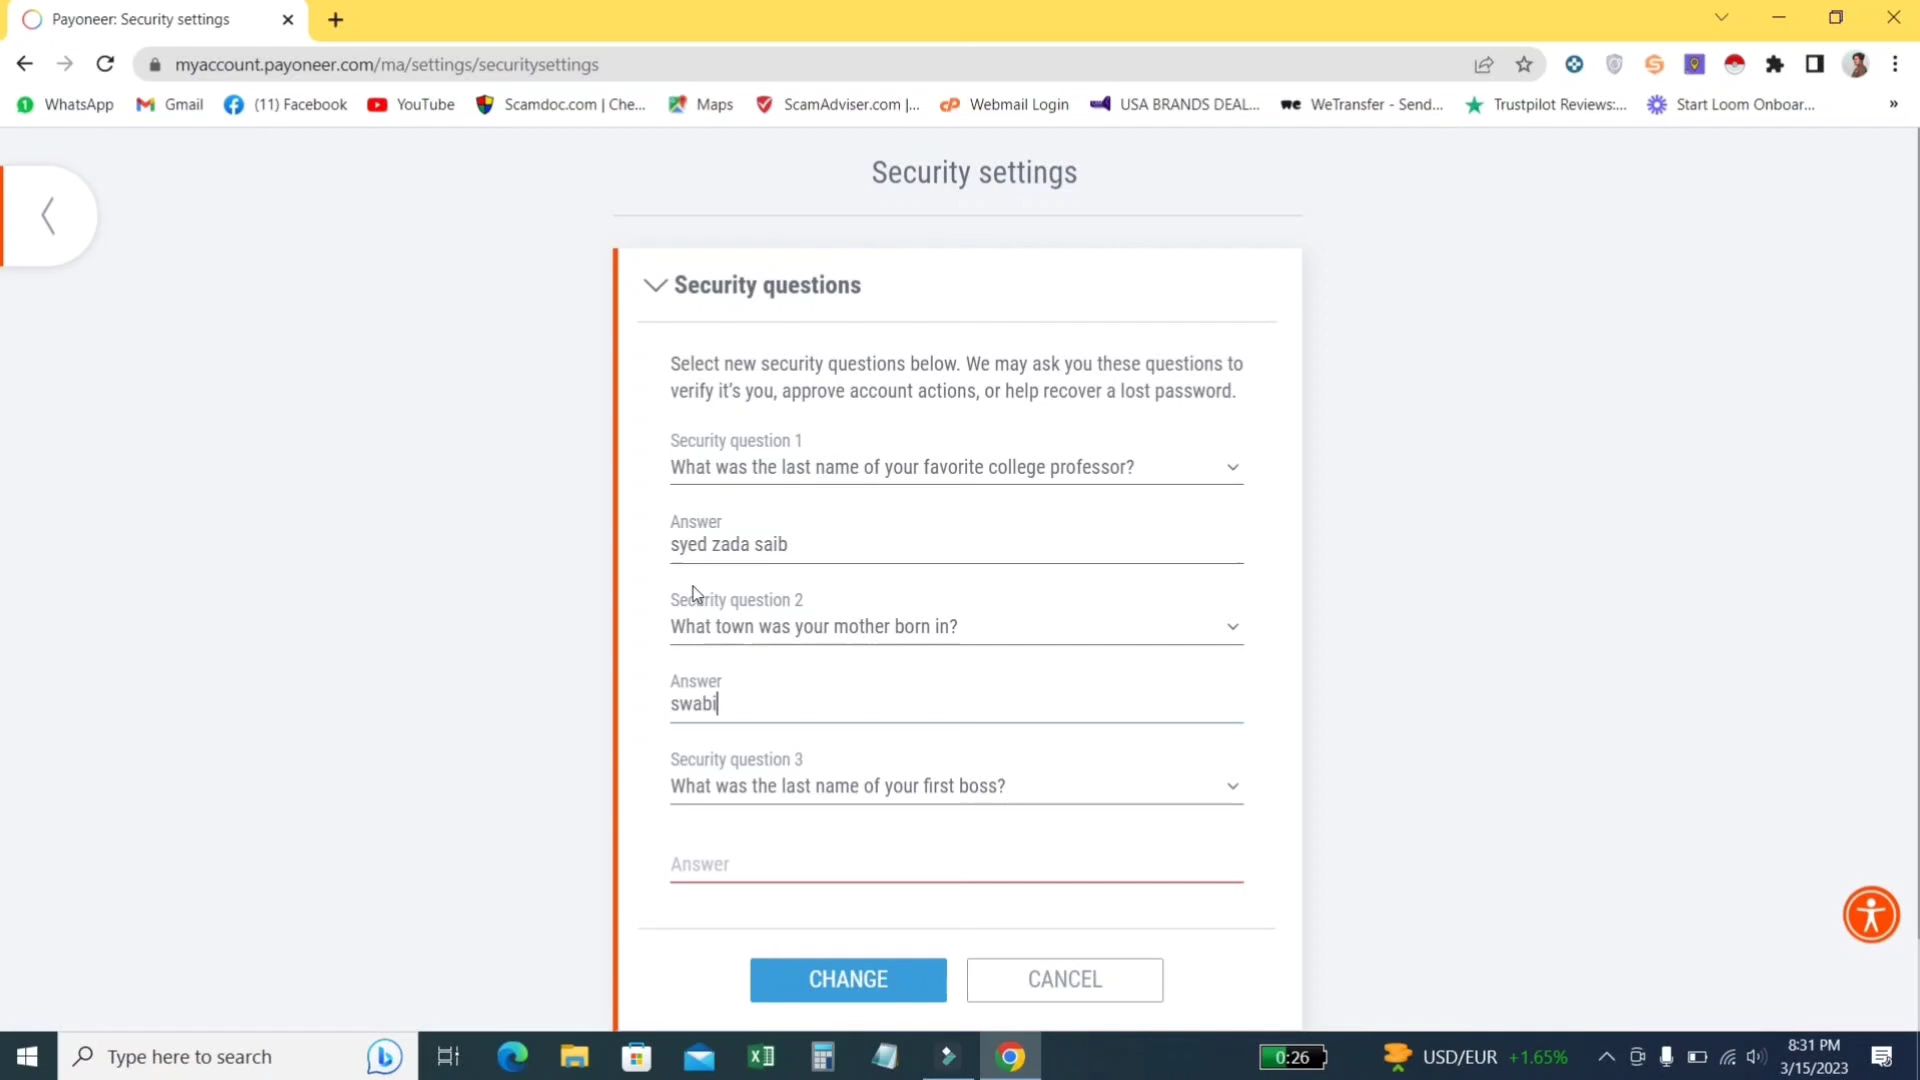 Payoneer: Security settings
myaccount.payoneer.com/ma/settings/securitysettings
WhatsApp
Gmail
(11) Facebook
YouTube
Scamdoc.com | Che...
Maps
ScamAdviser.com |...
Webmail Login
USA BRANDS DEAL...
WeTransfer - Send...
Trustpilot Reviews:...
Start Loom Onboar...
»
Security settings
Security questions
Select new security questions below. We may ask you these questions to
verify it's you, approve account actions, or help recover a lost password.
Security question 1
What was the last name of your favorite college professor?
Answer
syed zada saib
Security question 2
What town was your mother born in?
Answer
swabi
Security question 3
What was the last name of your first boss?
Answer
CHANGE
CANCEL
Type here to search
0:26
USD/EUR +1.65%
8:31 PM
3/15/2023